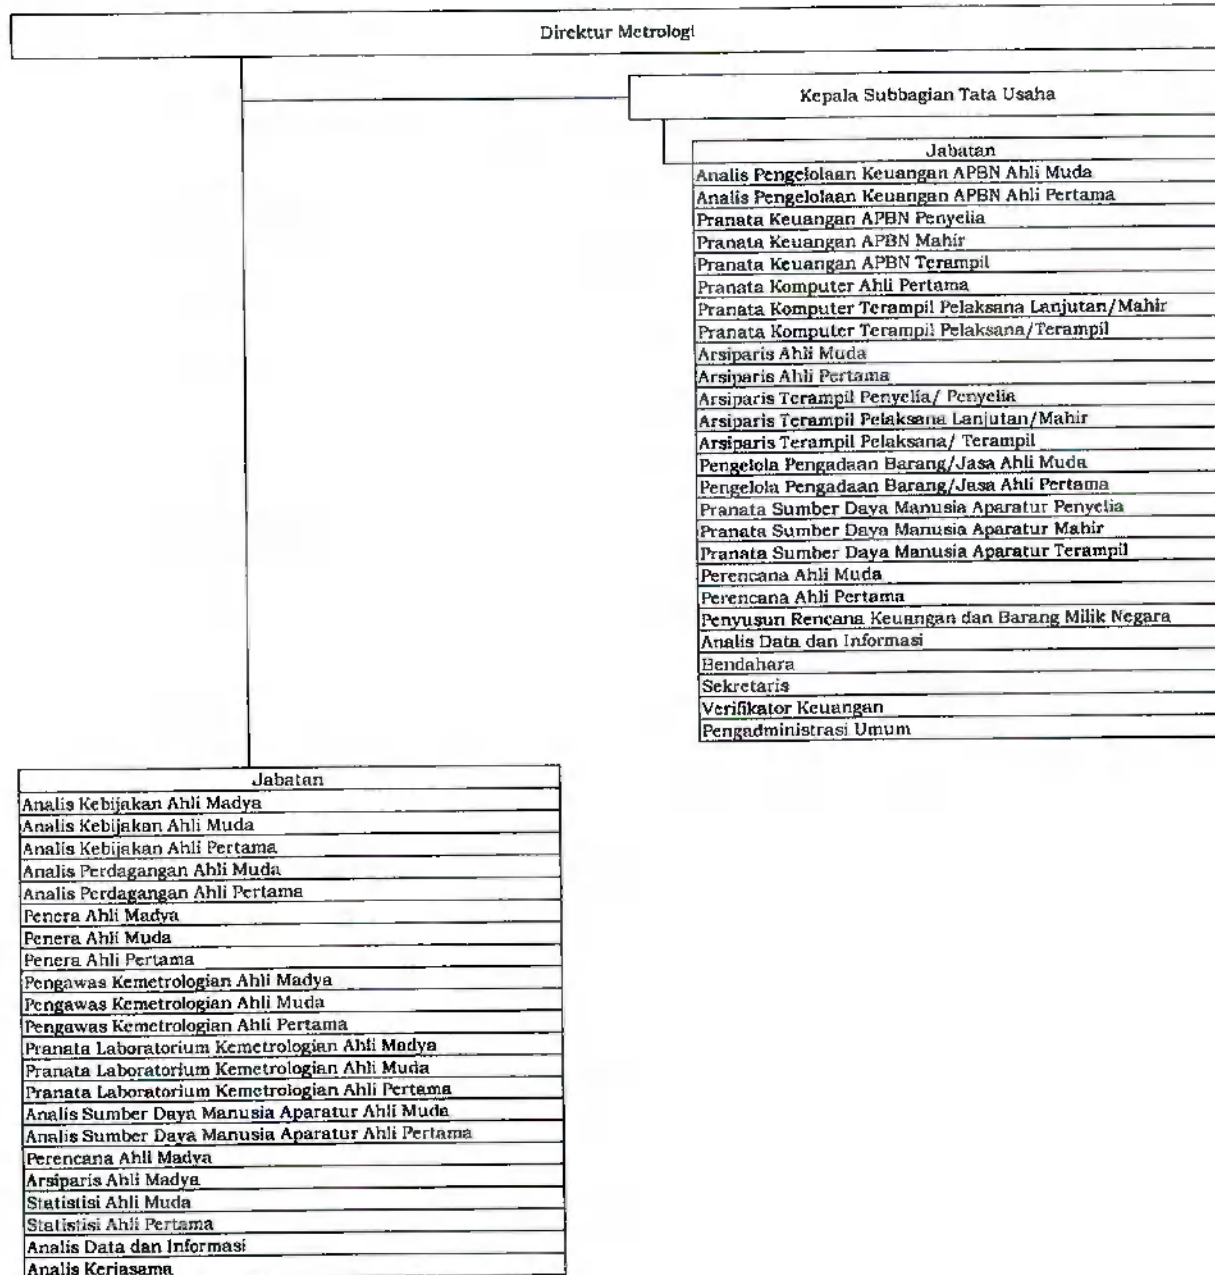 Direktur Metrologi
Kepala Subbagian Tata Usaha
Jabatan
Analis Pengelolaan Keuangan APBN Ahli Muda
Analis Pengelolaan Keuangan APBN Ahli Pertama
Pranata Keuangan APBN Penyelia
Pranata Keuangan APBN Mahir
Pranata Keuangan APBN Terampil
Pranata Komputer Ahli Pertama
Pranata Komputer Terampil Pelaksana Lanjutan/Mahir
Pranata Komputer Terampil Pelaksana/Terampil
Arsiparis Ahli Muda
Arsiparis Ahli Pertama
Arsiparis Terampil Penyelia/ Penyelia
Arsiparis Terampil Pelaksana Lanjutan/Mahir
Arsiparis Terampil Pelaksana/ Terampil
Pengelola Pengadaan Barang/Jasa Ahli Muda
Pengelola Pengadaan Barang/Jasa Ahli Pertama
Pranata Sumber Daya Manusia Aparatur Penyelia
Pranata Sumber Daya Manusia Aparatur Mahir
Pranata Sumber Daya Manusia Aparatur Terampil
Perencana Ahli Muda
Perencana Ahli Pertama
Penyusun Rencana Keuangan dan Barang Milik Negara
Analis Data dan Informasi
Bendahara
Sekretaris
Verifikator Keuangan
Pengadministrasi Umum
Jabatan
Analis Kebijakan Ahli Madya
Analis Kebijakan Ahli Muda
Analis Kebijakan Ahli Pertama
Analis Perdagangan Ahli Muda
Analis Perdagangan Ahli Pertama
Penera Ahli Madya
Penera Ahli Muda
Penera Ahli Pertama
Pengawas Kemetrologian Ahli Madya
Pengawas Kemetrologian Ahli Muda
Pengawas Kemetrologian Ahli Pertama
Pranata Laboratorium Kemetrologian Ahli Madya
Pranata Laboratorium Kemetrologian Ahli Muda
Pranata Laboratorium Kemetrologian Ahli Pertama
Analis Sumber Daya Manusia Aparatur Ahli Muda
Analis Sumber Daya Manusia Aparatur Ahli Pertama
Perencana Ahli Madya
Arsiparis Ahli Madya
Statistisi Ahli Muda
Statistisi Ahli Pertama
Analis Data dan Informasi
Analis Kerjasama